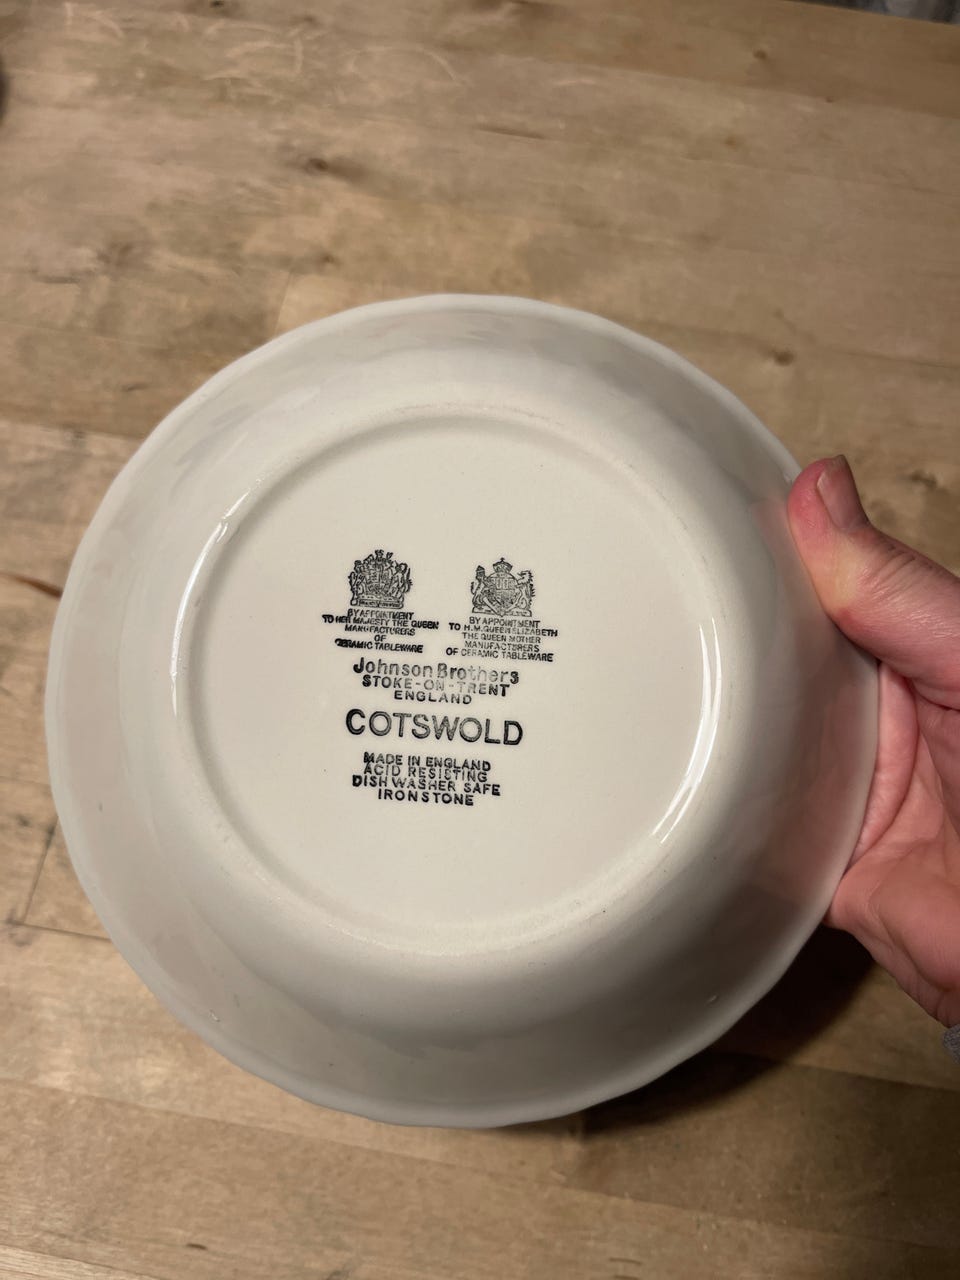 BY APPOINTMENT
TO HER MAJESTY THE QUEEN
MANUFACTURERS
OF
CERAMIC TABLEWARE
BY APPOINTMENT
TO H.M. QUEEN ELIZABETH
THE QUEEN MOTHER
MANUFACTURERS
OF CERAMIC TABLEWARE
Johnson Brothers
STOKE-ON-TRENT
ENGLAND
COTSWOLD
MADE IN ENGLAND
ACID RESISTING
DISH WASHER SAFE
IRONSTONE